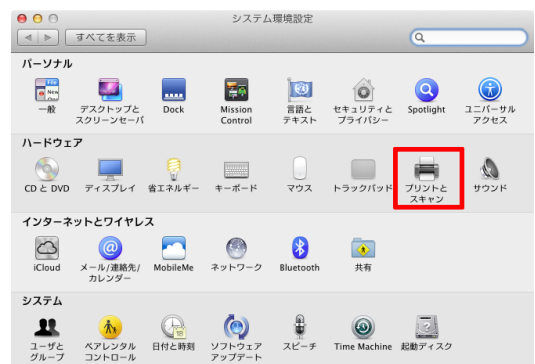 システム環境設定
すべてを表示
パーソナル
File
New
一般
デスクトップと
スクリーンセーバ
Dock
Mission
Control
言語と
テキスト
セキュリティと
プライバシー
Spotlight
ユニバーサル
アクセス
ハードウェア
CD と DVD
ディスプレイ
省エネルギー
キーボード
マウス
トラックパッド
プリントと
スキャン
サウンド
インターネットとワイヤレス
iCloud
メール/連絡先/
カレンダー
MobileMe
ネットワーク
Bluetooth
共有
システム
ユーザと
グループ
ペアレンタル
コントロール
日付と時刻
ソフトウェア
アップデート
スピーチ
Time Machine
起動ディスク